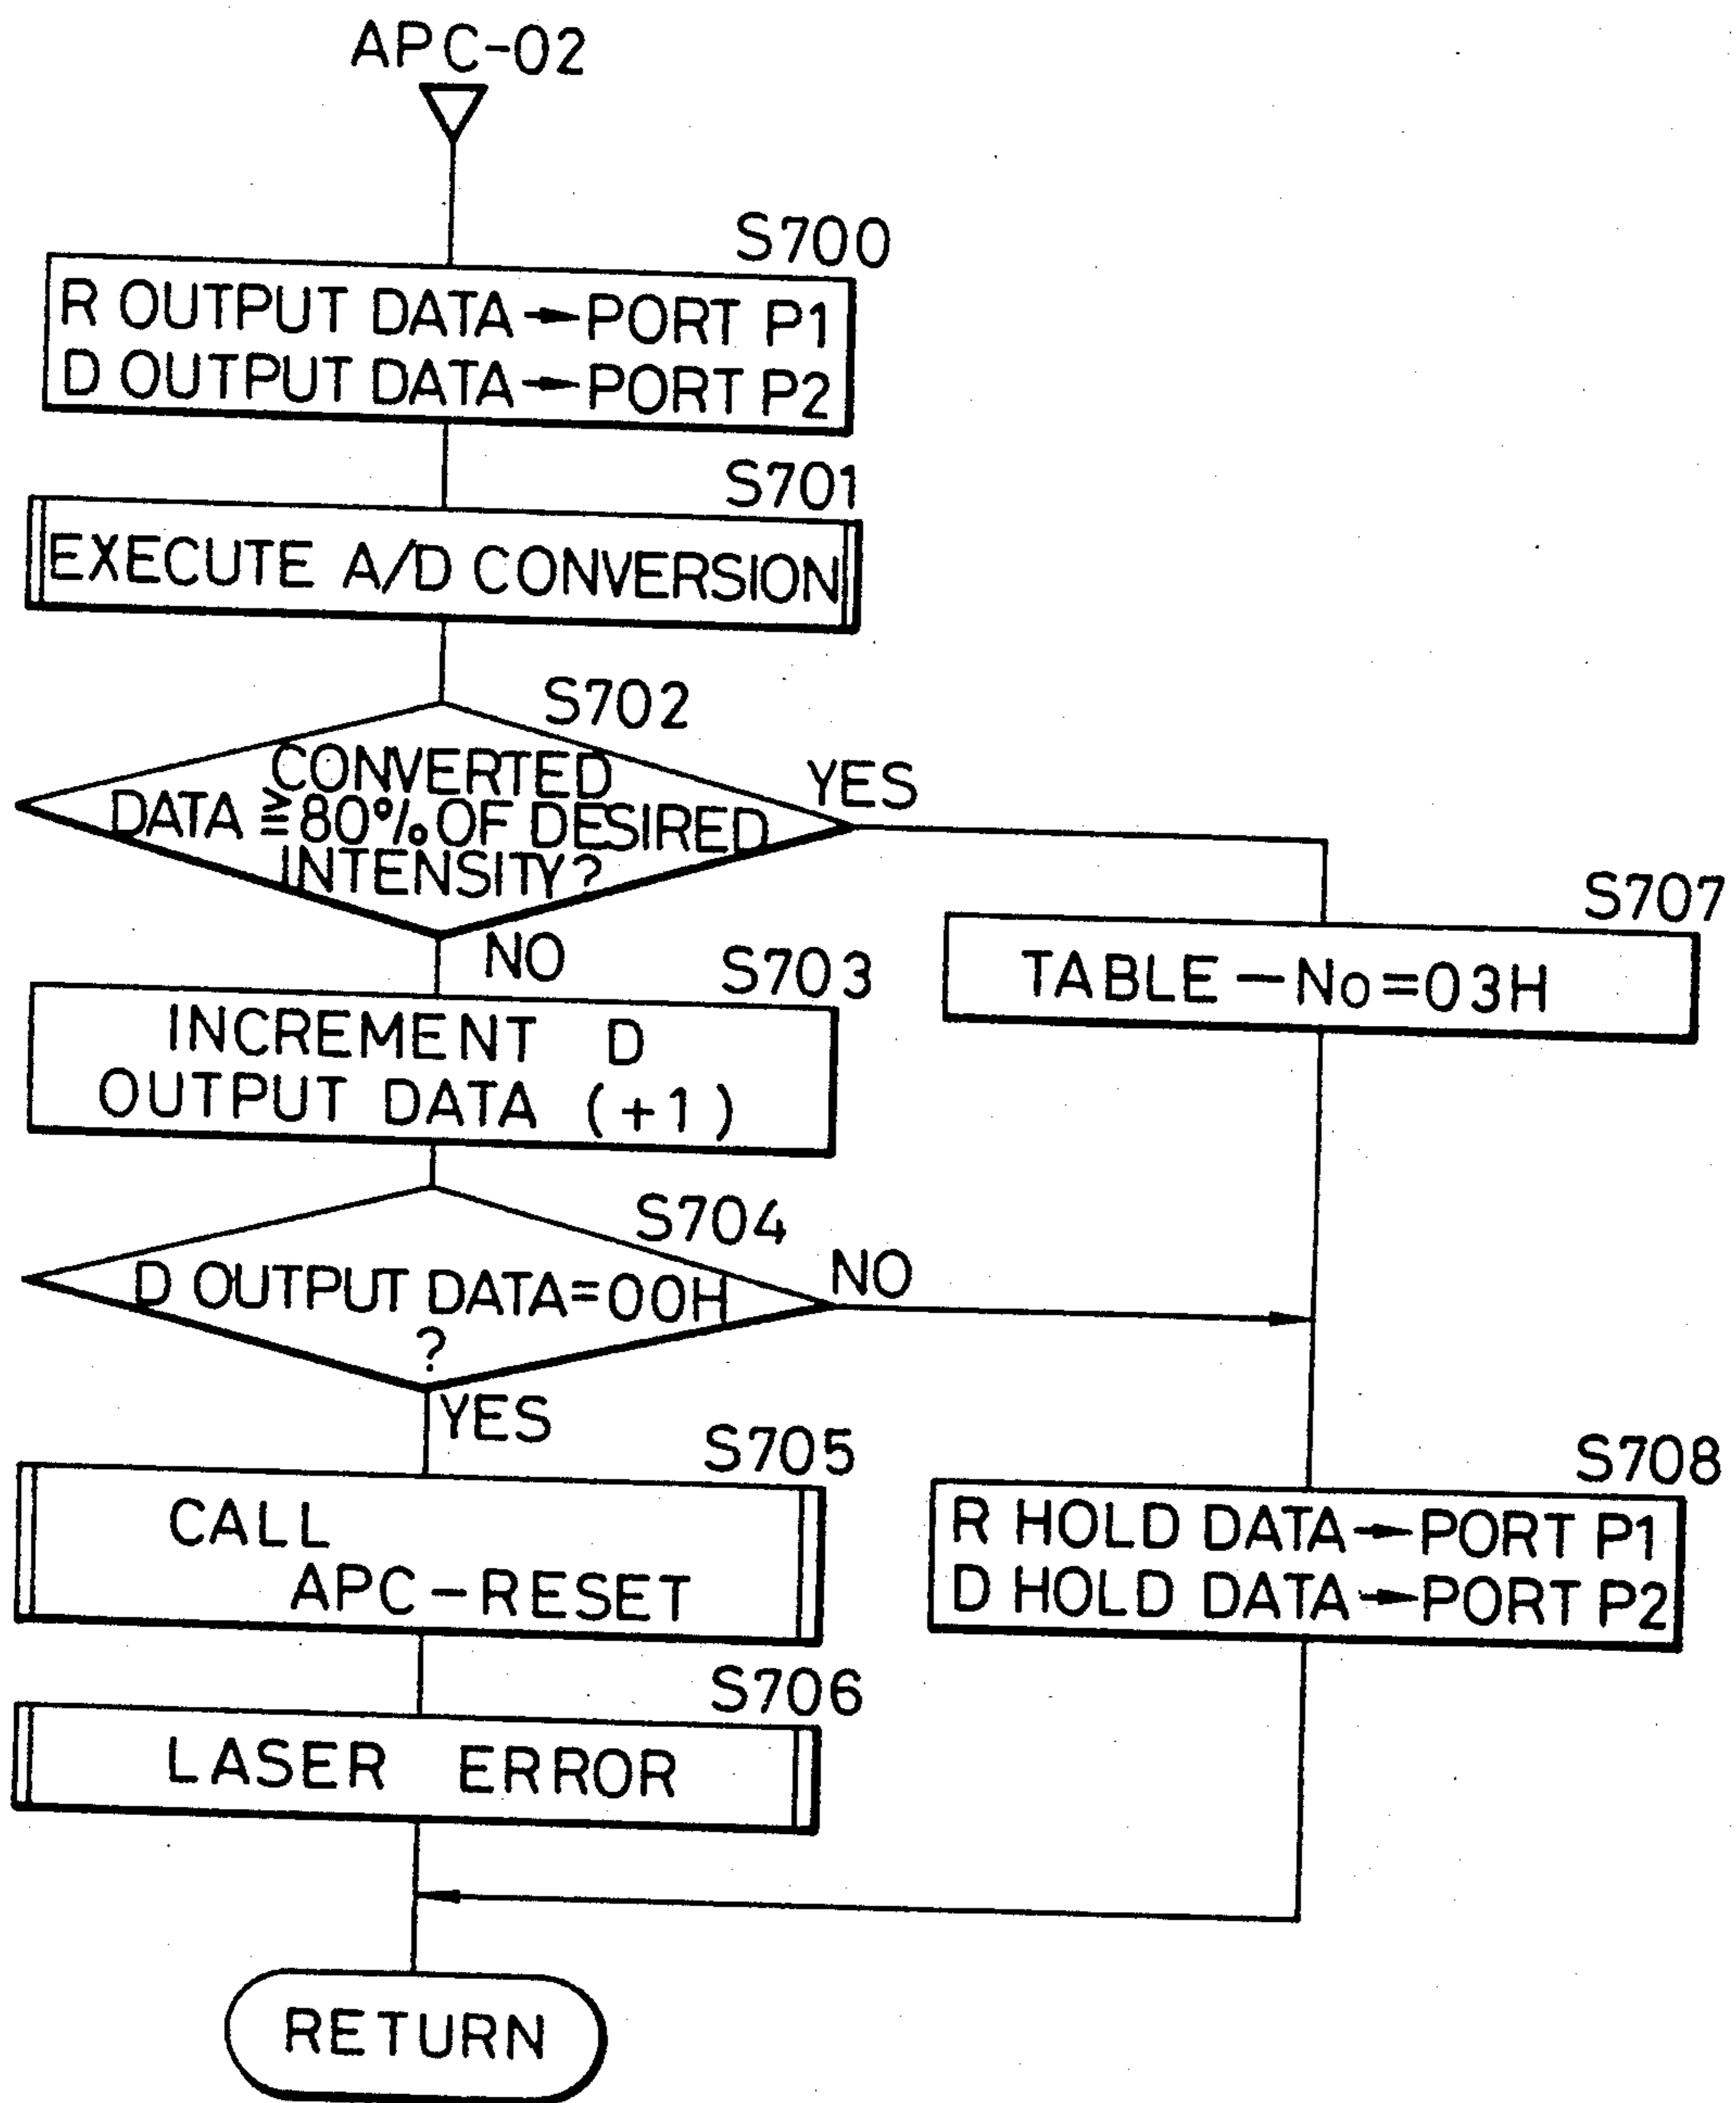 APC-02
S700
R OUTPUT DATA→PORT P1
D OUTPUT DATA→PORT P2
S701
EXECUTE A/D CONVERSION
S702
CONVERTED
DATA ≧80% OF DESIRED
INTENSITY?
YES
NO
S707
TABLE-No=03H
S703
INCREMENT D
OUTPUT DATA (+1)
S704
D OUTPUT DATA=00H
?
NO
YES
S705
CALL
APC-RESET
S708
R HOLD DATA→PORT P1
D HOLD DATA→PORT P2
S706
LASER ERROR
RETURN